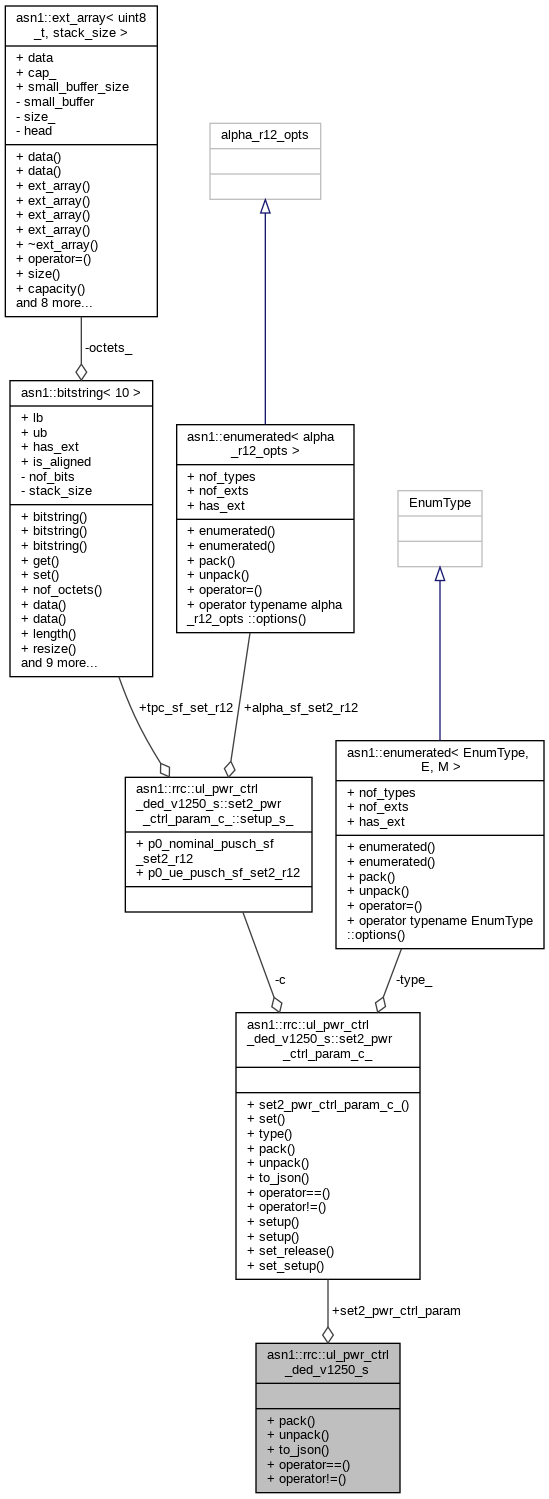 asn1::ext_array< uint8
_t, stack_size >
+ data
+ cap_
+ small_buffer_size
- small_buffer
- size_
- head
+ data()
+ data()
+ ext_array()
+ ext_array()
+ ext_array()
+ ext_array()
+ ~ext_array()
+ operator=()
+ size()
+ capacity()
and 8 more...
alpha_r12_opts
-octets_
asn1::bitstring< 10 >
+ lb
+ ub
+ has_ext
+ is_aligned
- nof_bits
- stack_size
+ bitstring()
+ bitstring()
+ bitstring()
+ get()
+ set()
+ nof_octets()
+ data()
+ data()
+ length()
+ resize()
and 9 more...
asn1::enumerated< alpha
_r12_opts >
+ nof_types
+ nof_exts
+ has_ext
+ enumerated()
+ enumerated()
+ pack()
+ unpack()
+ operator=()
+ operator typename alpha
_r12_opts ::options()
EnumType
+tpc_sf_set_r12
+alpha_sf_set2_r12
asn1::rrc::ul_pwr_ctrl
_ded_v1250_s::set2_pwr
_ctrl_param_c_::setup_s_
+ p0_nominal_pusch_sf
_set2_r12
+ p0_ue_pusch_sf_set2_r12
asn1::enumerated< EnumType,
E, M >
+ nof_types
+ nof_exts
+ has_ext
+ enumerated()
+ enumerated()
+ pack()
+ unpack()
+ operator=()
+ operator typename EnumType
::options()
-c
-type_
asn1::rrc::ul_pwr_ctrl
_ded_v1250_s::set2_pwr
_ctrl_param_c_
+ set2_pwr_ctrl_param_c_()
+ set()
+ type()
+ pack()
+ unpack()
+ to_json()
+ operator==()
+ operator!=()
+ setup()
+ setup()
+ set_release()
+ set_setup()
+set2_pwr_ctrl_param
asn1::rrc::ul_pwr_ctrl
_ded_v1250_s
+ pack()
+ unpack()
+ to_json()
+ operator==()
+ operator!=()